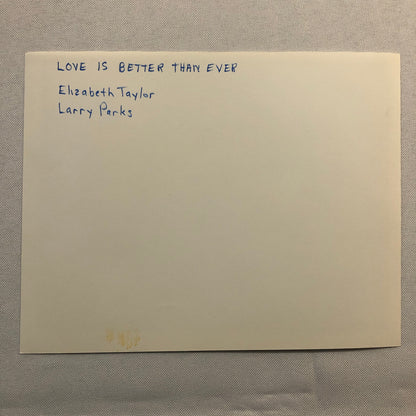 LOVE IS BETTER THAN EVER
Elizabeth Taylor
Larry Parks